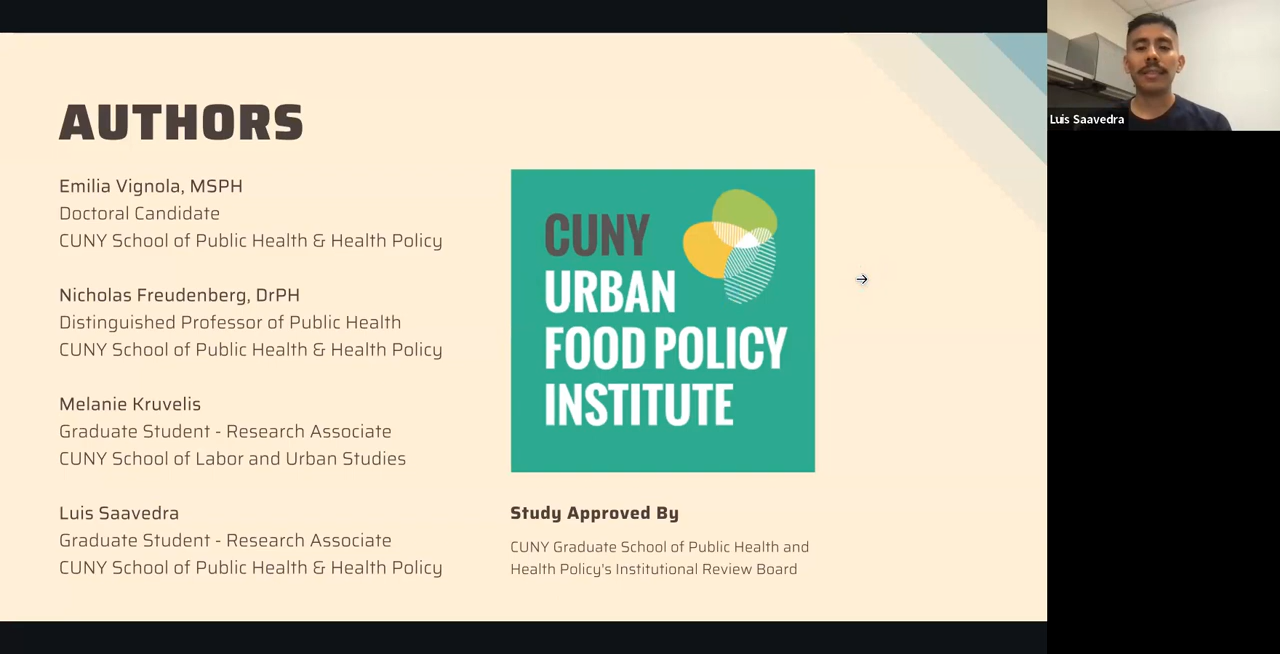 AUTHORS
Emilia Vignola, MSPH
Doctoral Candidate
CUNY School of Public Health & Health Policy
Nicholas Freudenberg, DrPH
Distinguished Professor of Public Health
CUNY School of Public Health & Health Policy
Melanie Kruvelis
Graduate Student - Research Associate
CUNY School of Labor and Urban Studies
Luis Saavedra
Graduate Student - Research Associate
CUNY School of Public Health & Health Policy
CUNY
URBAN
FOOD POLICY
INSTITUTE
Study Approved By
CUNY Graduate School of Public Health and
Health Policy's Institutional Review Board
Luis Saavedra